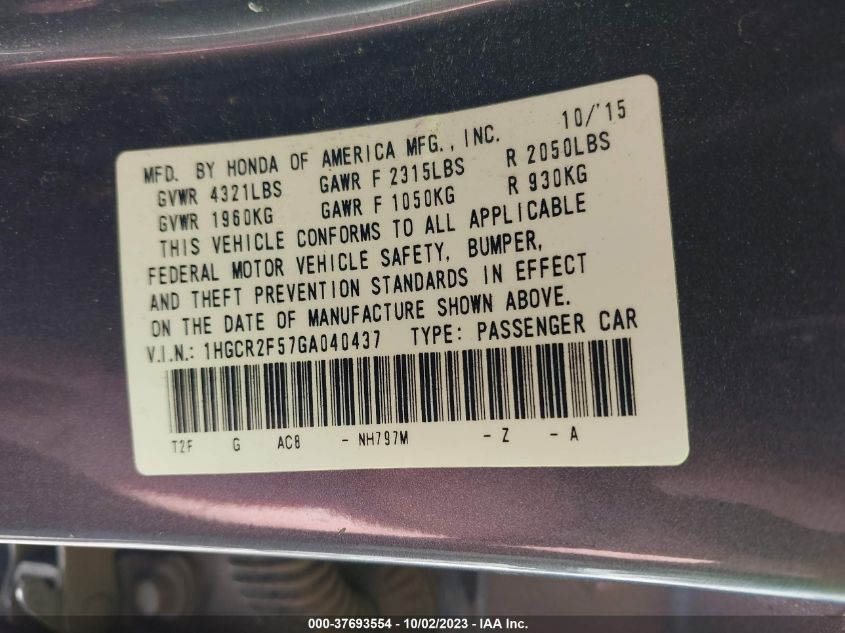 MFD. BY HONDA OF AMERICA MFG., INC. 10/'15
GVWR 4321LBS GAWR F 2315LBS R 2050LBS
GVWR 1960KG GAWR F 1050KG R 930KG
THIS VEHICLE CONFORMS TO ALL APPLICABLE
FEDERAL MOTOR VEHICLE SAFETY, BUMPER,
AND THEFT PREVENTION STANDARDS IN EFFECT
ON THE DATE OF MANUFACTURE SHOWN ABOVE.
V.I.N.: 1HGCR2F57GA040437 TYPE: PASSENGER CAR
T2F G AC8 - NH797M - Z - A
000-37693554 - 10/02/2023 - IAA Inc.